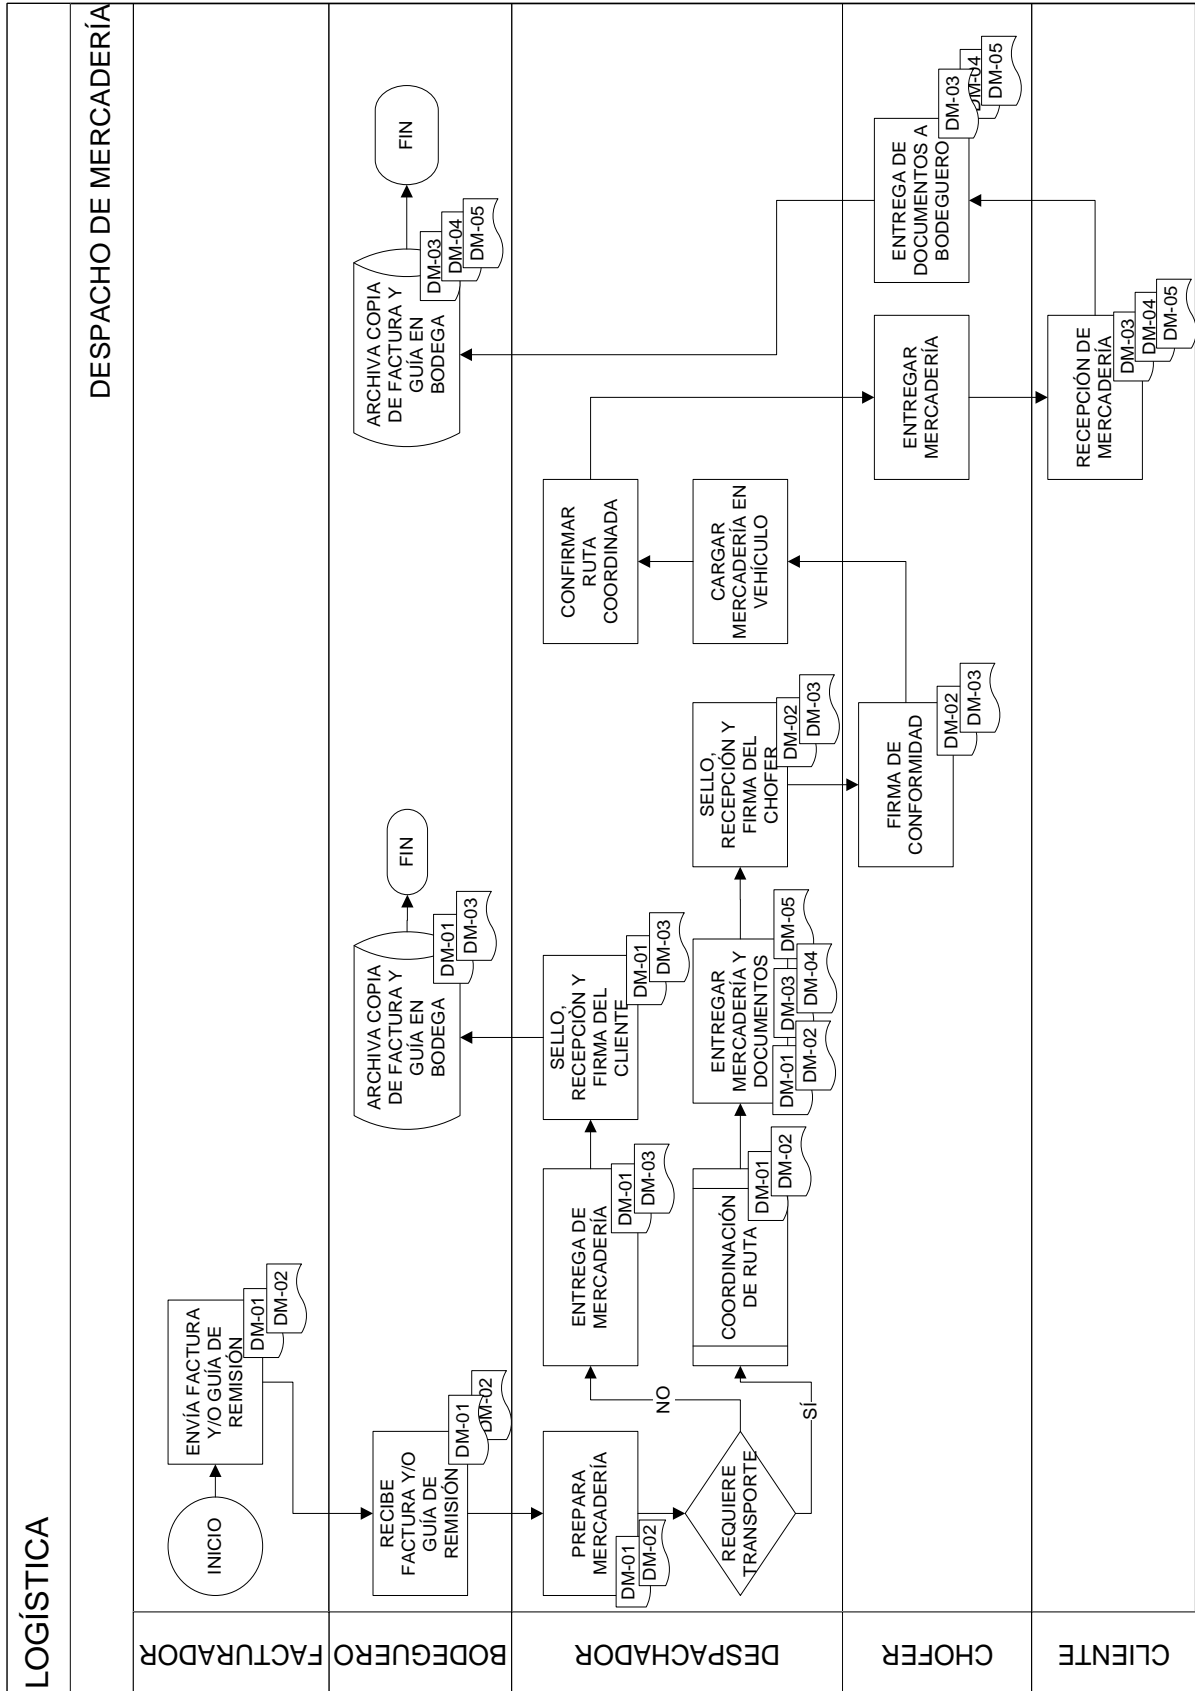 LOGÍSTICA
DESPACHO DE MERCADERÍA
FACTURADOR
INICIO
ENVÍA FACTURA
Y/O GUÍA DE
REMISIÓN
DM-01
DM-02
BODEGUERO
RECIBE
FACTURA Y/O
GUÍA DE
REMISIÓN
DM-01
DM-02
ARCHIVA COPIA
DE FACTURA Y
GUÍA EN
BODEGA
DM-01
DM-03
FIN
ARCHIVA COPIA
DE FACTURA Y
GUÍA EN
BODEGA
DM-03
DM-04
DM-05
FIN
DESPACHADOR
PREPARA
MERCADERÍA
DM-01
DM-02
REQUIERE
TRANSPORTE
NO
SÍ
ENTREGA DE
MERCADERÍA
DM-01
DM-03
SELLO,
RECEPCIÓN Y
FIRMA DEL
CLIENTE
DM-01
DM-03
COORDINACIÓN
DE RUTA
DM-01
DM-02
ENTREGAR
MERCADERÍA Y
DOCUMENTOS
DM-01
DM-02
DM-03
DM-04
DM-05
SELLO,
RECEPCIÓN Y
FIRMA DEL
CHOFER
DM-02
DM-03
CARGAR
MERCADERÍA EN
VEHÍCULO
CONFIRMAR
RUTA
COORDINADA
CHOFER
FIRMA DE
CONFORMIDAD
DM-02
DM-03
ENTREGAR
MERCADERÍA
ENTREGA DE
DOCUMENTOS A
BODEGUERO
DM-03
DM-04
DM-05
CLIENTE
RECEPCIÓN DE
MERCADERÍA
DM-03
DM-04
DM-05